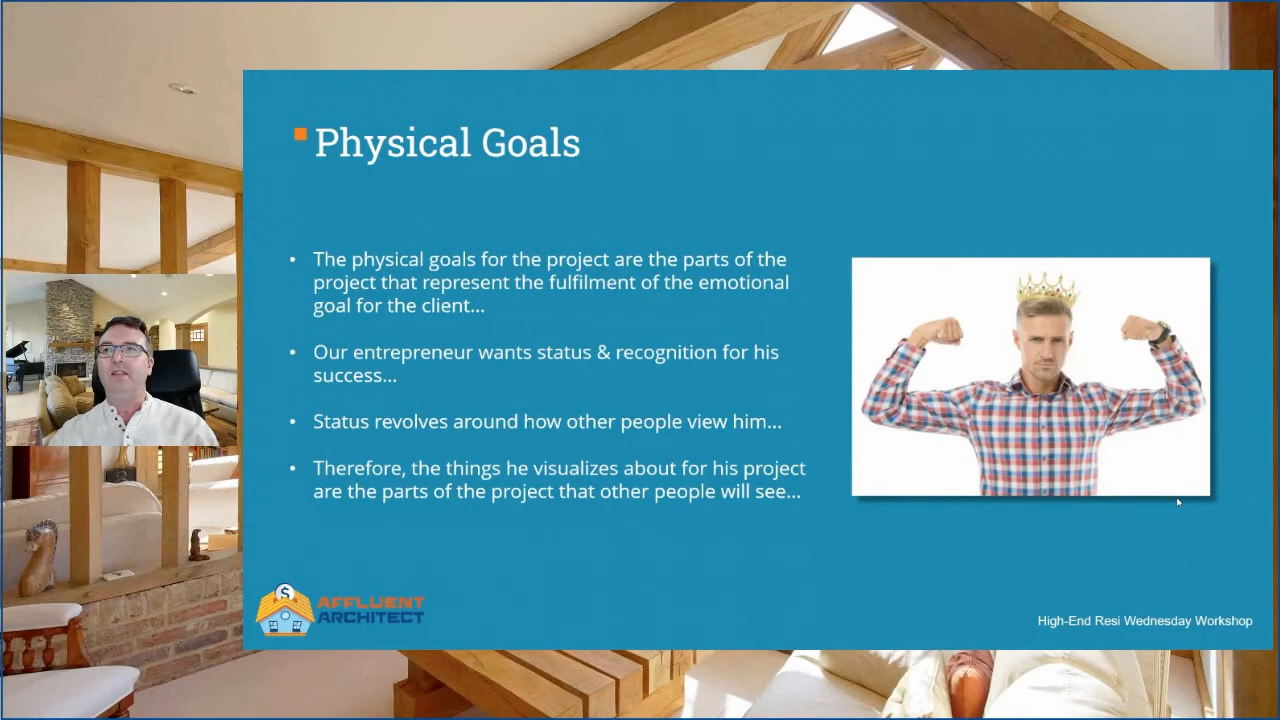 Physical Goals
• The physical goals for the project are the parts of the
project that represent the fulfilment of the emotional
goal for the client...
• Our entrepreneur wants status & recognition for his
success...
• Status revolves around how other people view him...
• Therefore, the things he visualizes about for his project
are the parts of the project that other people will see...
$
AFFLUENT
ARCHITECT
High-End Resi Wednesday Workshop